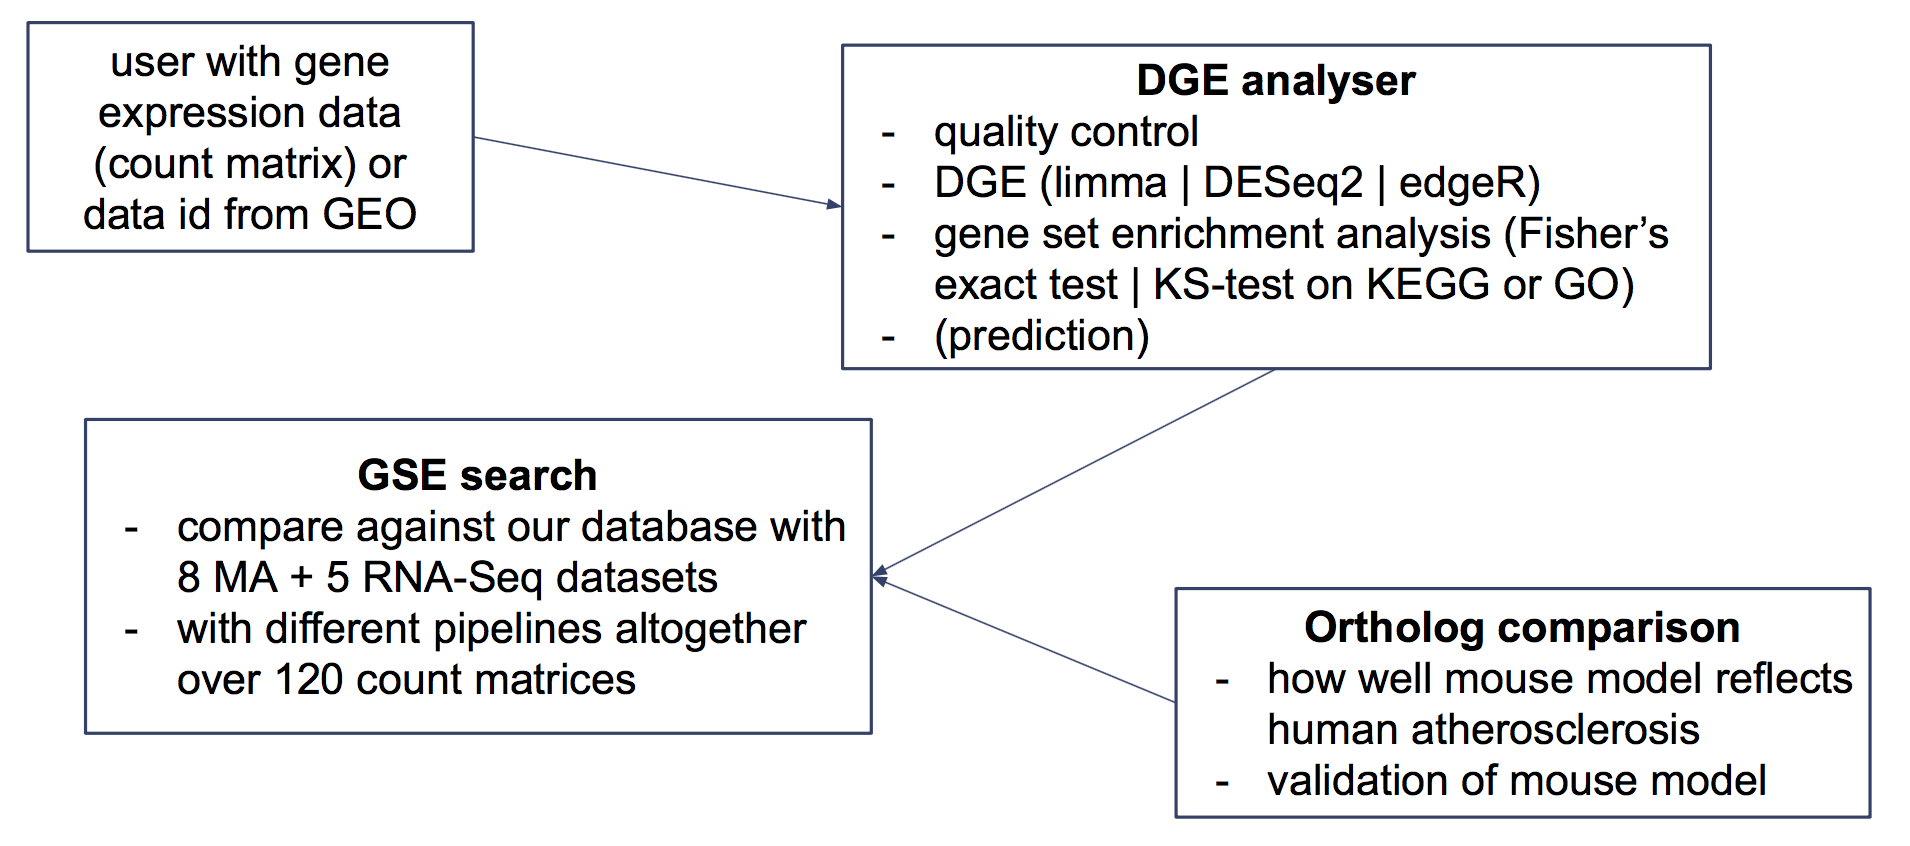 user with gene
expression data
(count matrix) or
data id from GEO
DGE analyser
- quality control
- DGE (limma | DESeq2 | edgeR)
- gene set enrichment analysis (Fisher’s
exact test | KS-test on KEGG or GO)
- (prediction)
GSE search
- compare against our database with
8 MA + 5 RNA-Seq datasets
- with different pipelines altogether
over 120 count matrices
Ortholog comparison
- how well mouse model reflects
human atherosclerosis
- validation of mouse model